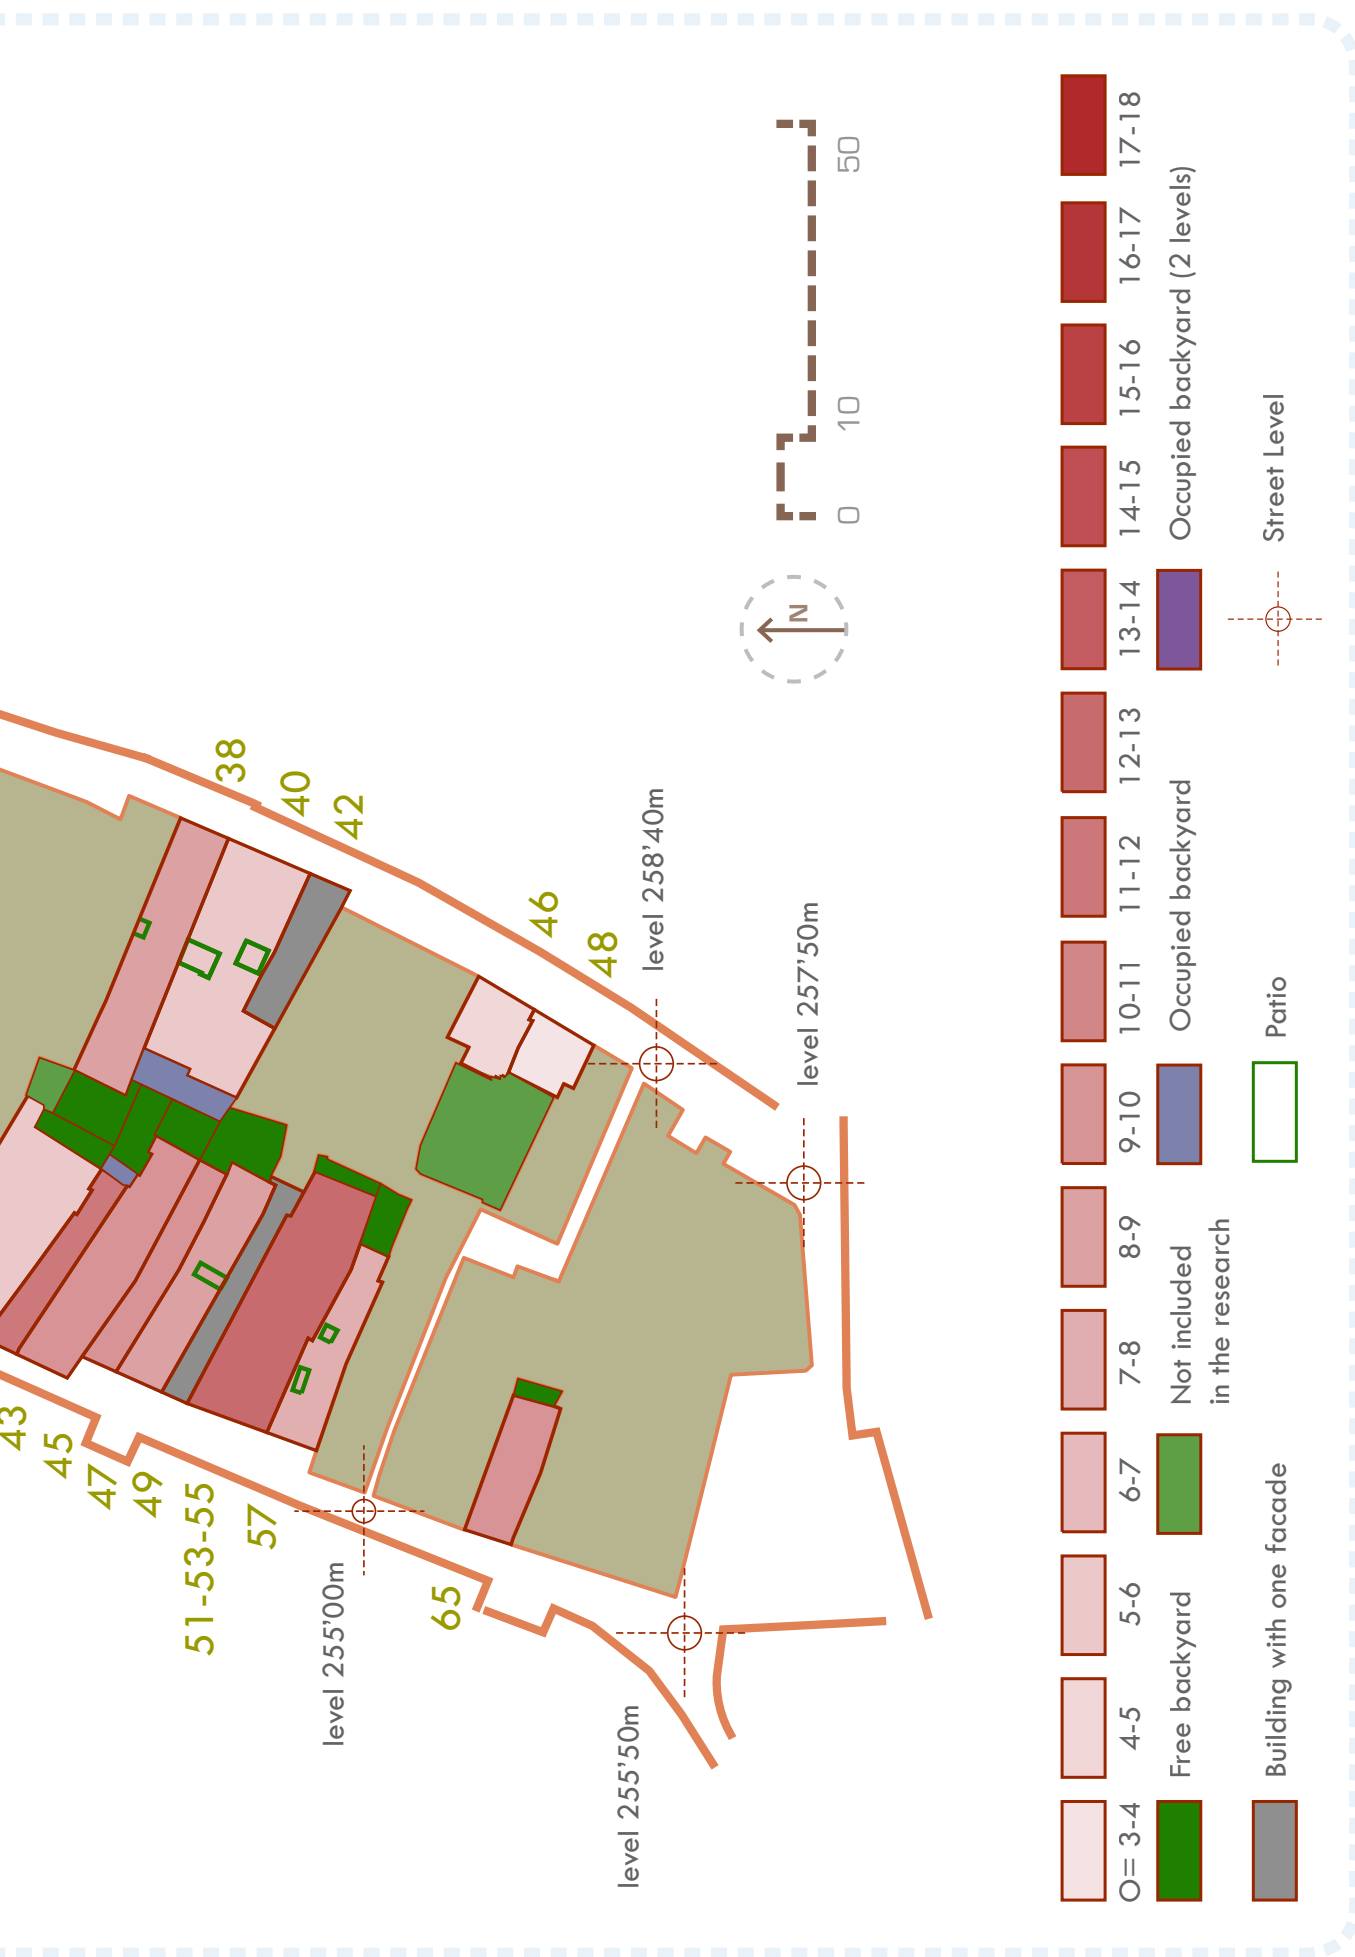 38
40
42
46
48
level 258'40m
level 257'50m
43
45
47
49
51-53-55
57
level 255'00m
65
level 255'50m
N
0
10
50
O= 3-4
4-5
5-6
6-7
7-8
8-9
9-10
10-11
11-12
12-13
13-14
14-15
15-16
16-17
17-18
Free backyard
Not included
in the research
Occupied backyard
Occupied backyard (2 levels)
Building with one facade
Patio
Street Level